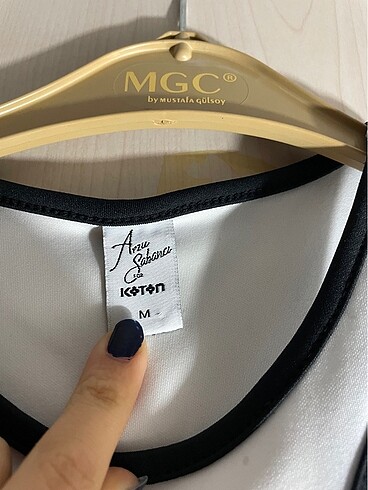 MGC®
by MUSTAFA GÜLSOY
Arzu
Sabancı
for
KOTON
M